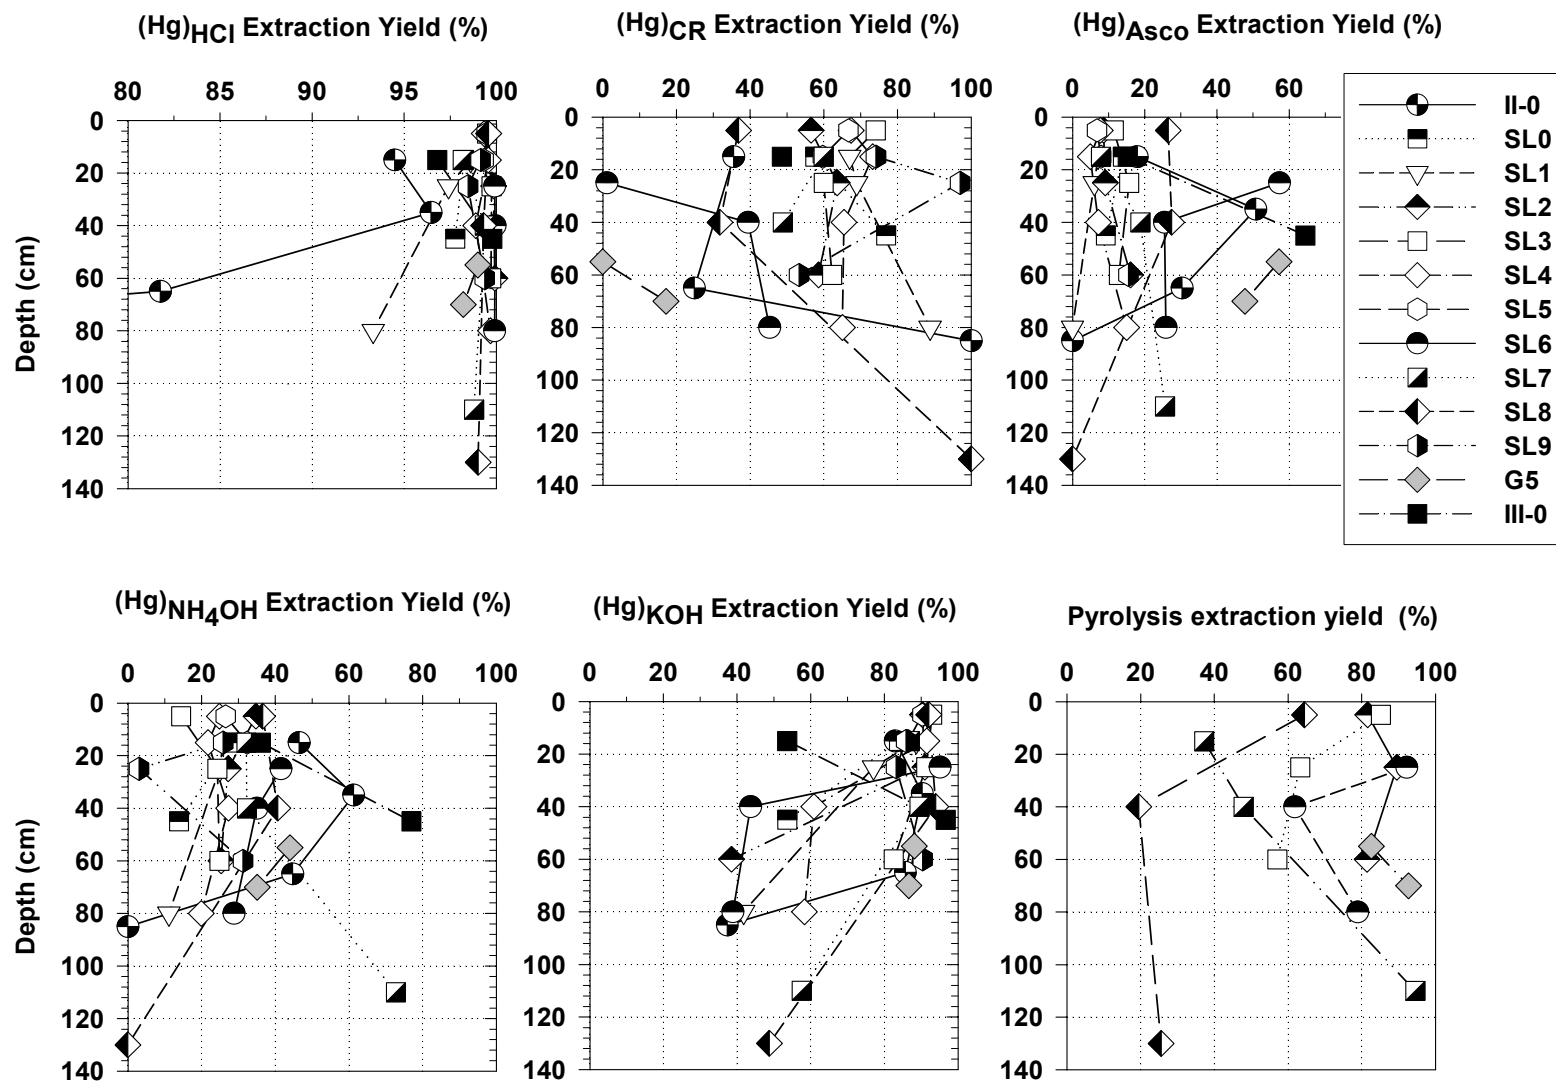 (Hg)HCl Extraction Yield (%)
(Hg)CR Extraction Yield (%)
(Hg)Asco Extraction Yield (%)
80 85 90 95 100
0 20 40 60 80 100
0 20 40 60
Depth (cm)
0
20
40
60
80
100
120
140
0
20
40
60
80
100
120
140
0
20
40
60
80
100
120
140
II-0
SL0
SL1
SL2
SL3
SL4
SL5
SL6
SL7
SL8
SL9
G5
III-0
(Hg)NH4OH Extraction Yield (%)
(Hg)KOH Extraction Yield (%)
Pyrolysis extraction yield (%)
0 20 40 60 80 100
0 20 40 60 80 100
0 20 40 60 80 100
Depth (cm)
0
20
40
60
80
100
120
140
0
20
40
60
80
100
120
140
0
20
40
60
80
100
120
140